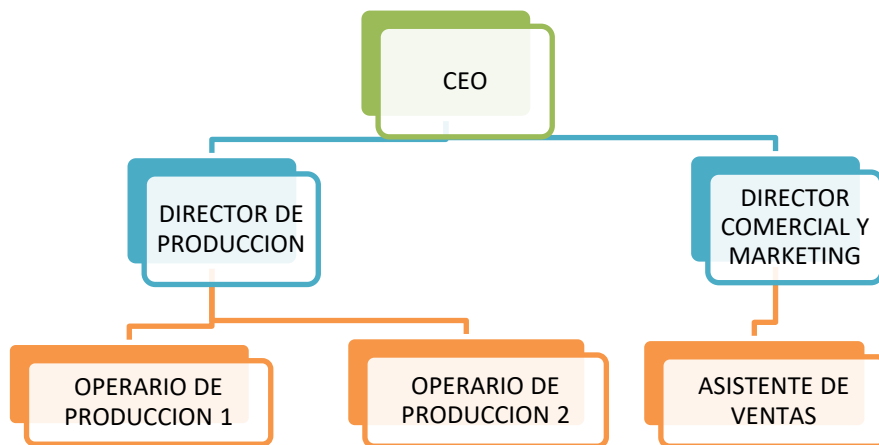 CEO
DIRECTOR DE
PRODUCCION
DIRECTOR
COMERCIAL Y
MARKETING
OPERARIO DE
PRODUCCION 1
OPERARIO DE
PRODUCCION 2
ASISTENTE DE
VENTAS